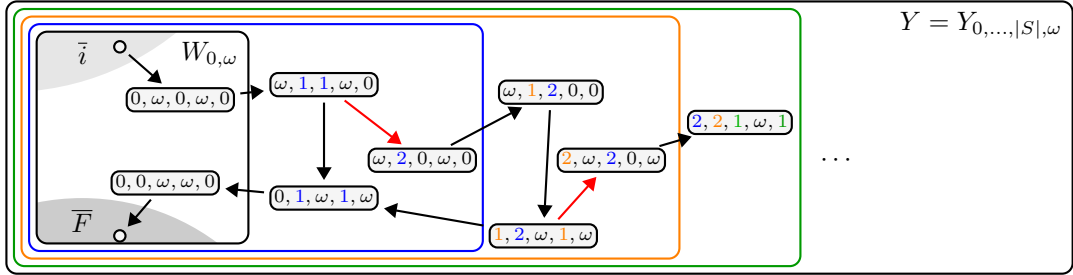 Y = Y_{0,...,|S|,ω}
i̅
W_{0,ω}
0, ω, 0, ω, 0
ω, 1, 1, ω, 0
ω, 1, 2, 0, 0
2, 2, 1, ω, 1
ω, 2, 0, ω, 0
2, ω, 2, 0, ω
...
0, 0, ω, ω, 0
0, 1, ω, 1, ω
F̅
1, 2, ω, 1, ω